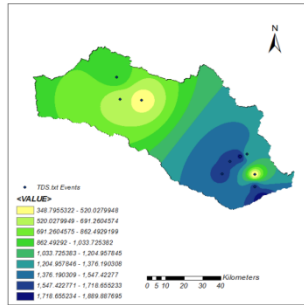 N
TDS.txt Events
<VALUE>
348.7955322 - 520.0279948
520.0279949 - 691.2604574
691.2604575 - 862.4929199
862.49292 - 1,033.725382
1,033.725383 - 1,204.957845
1,204.957846 - 1,376.190308
1,376.190309 - 1,547.42277
1,547.422771 - 1,718.655233
1,718.655234 - 1,889.887695
Kilometers
0 5 10 20 30 40